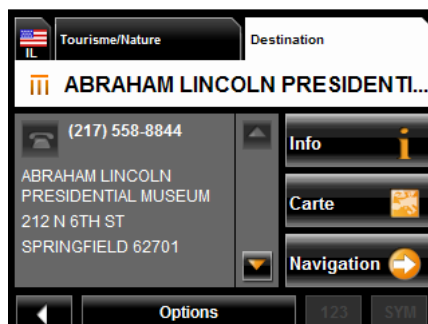 IL
Tourisme/Nature
Destination
ABRAHAM LINCOLN PRESIDENTI...
(217) 558-8844
ABRAHAM LINCOLN
PRESIDENTIAL MUSEUM
212 N 6TH ST
SPRINGFIELD 62701
Info
Carte
Navigation
Options
123
SYM